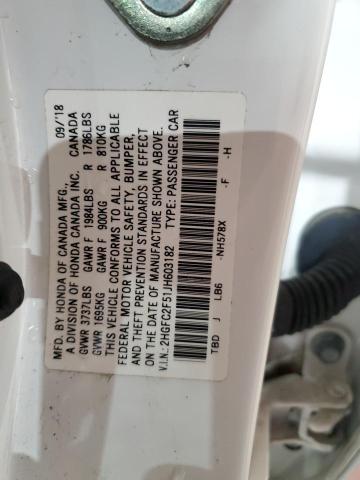 MFD. BY HONDA OF CANADA MFG., 09/'18
A DIVISION OF HONDA CANADA INC. CANADA
GVWR 3737LBS GAWR F 1984LBS R 1786LBS
GVWR 1695KG GAWR F 900KG R 810KG
THIS VEHICLE CONFORMS TO ALL APPLICABLE
FEDERAL MOTOR VEHICLE SAFETY, BUMPER,
AND THEFT PREVENTION STANDARDS IN EFFECT
ON THE DATE OF MANUFACTURE SHOWN ABOVE.
V.I.N.: 2HGFC2F51JH603182 TYPE: PASSENGER CAR
TBD J LB6 -NH578X -F -H